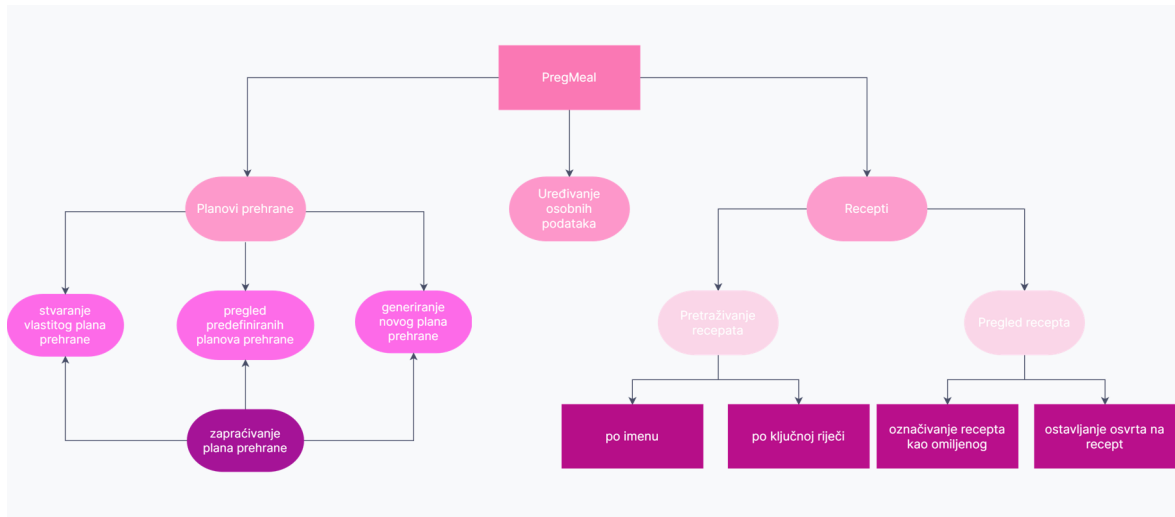 PregMeal
Planovi prehrane
Uređivanje
osobnih
podataka
Recepti
stvaranje
vlastitog plana
prehrane
pregled
predefiniranih
planova prehrane
generiranje
novog plana
prehrane
Pretraživanje
recepata
Pregled recepta
zapraćivanje
plana prehrane
po imenu
po ključnoj riječi
označivanje recepta
kao omiljenog
ostavljanje osvrta na
recept